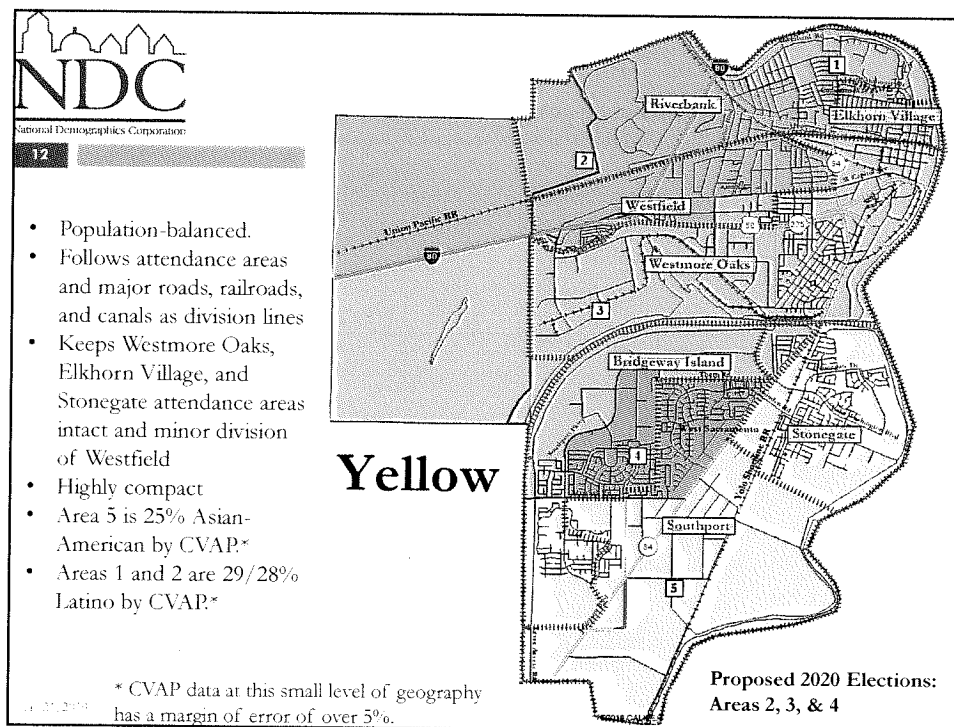 NDC
National Demographics Corporation
12
• Population-balanced.
• Follows attendance areas
and major roads, railroads,
and canals as division lines
• Keeps Westmore Oaks,
Elkhorn Village, and
Stonegate attendance areas
intact and minor division
of Westfield
• Highly compact
• Area 5 is 25% Asian-
American by CVAP.*
• Areas 1 and 2 are 29/28%
Latino by CVAP.*
* CVAP data at this small level of geography
has a margin of error of over 5%.
Yellow
80
1
Riverbank
Elkhorn Village
2
84
Union Pacific RR
Westfield
80
Westmore Oaks
3
Bridgeway Island
West Sacramento
Stonegate
4
Southport
84
5
Proposed 2020 Elections:
Areas 2, 3, & 4